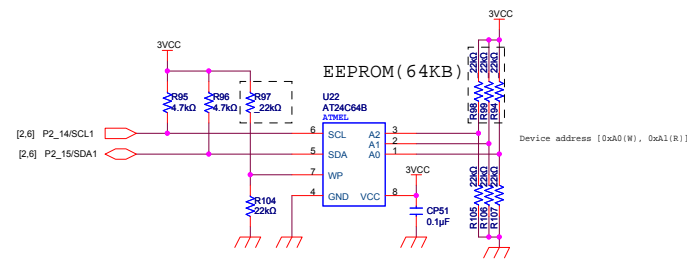 3VCC
3VCC
EEPROM(64KB)
22kΩ
22kΩ
22kΩ
R98
R99
R94
R95
4.7kΩ
R96
4.7kΩ
R97
22kΩ
U22
AT24C64B
ATMEL
[2,6] P2_14/SCL1
6 SCL A2 3
A1 2
[2,6] P2_15/SDA1
5 SDA A0 1
Device address [0xA0(W), 0xA1(R)]
7 WP
3VCC
4 GND VCC 8
R104
22kΩ
CP51
0.1µF
22kΩ
22kΩ
22kΩ
R105
R106
R107